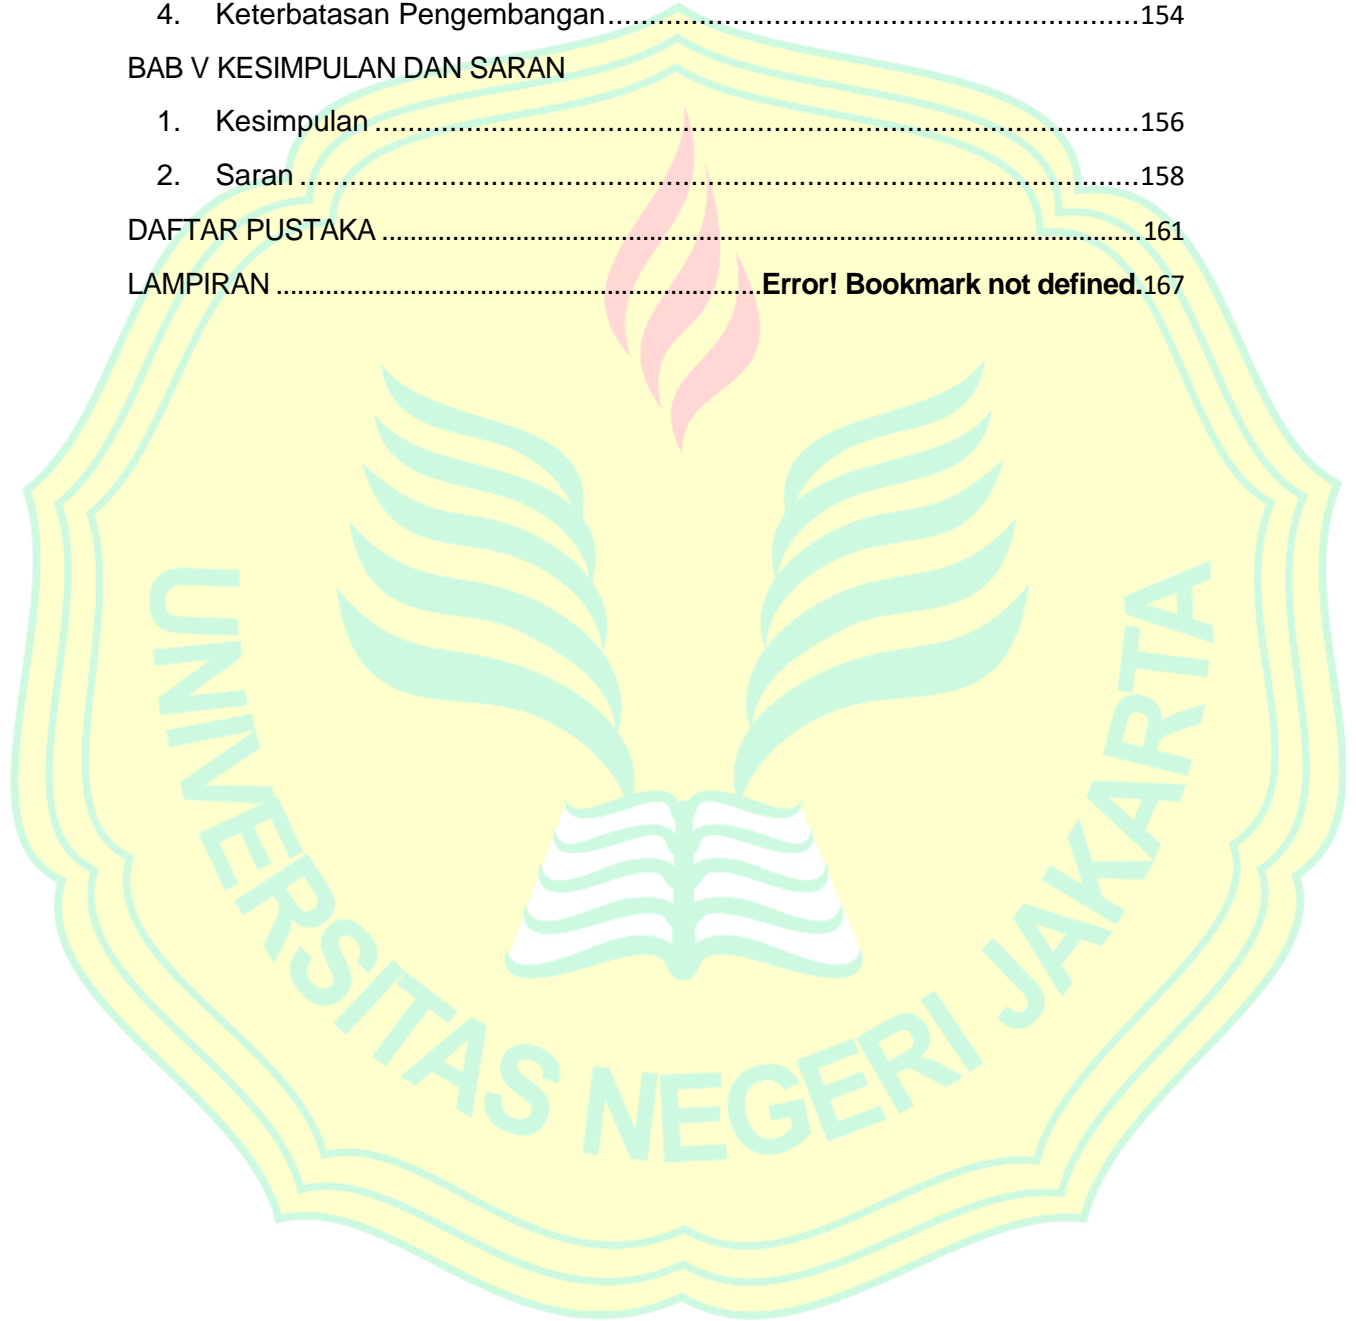 4. Keterbatasan Pengembangan.................................................................154
BAB V KESIMPULAN DAN SARAN
1. Kesimpulan ..............................................................................................156
2. Saran .......................................................................................................158
DAFTAR PUSTAKA ...........................................................................................................161
LAMPIRAN ....................................................................Error! Bookmark not defined.167
UNIVERSITAS NEGERI JAKARTA